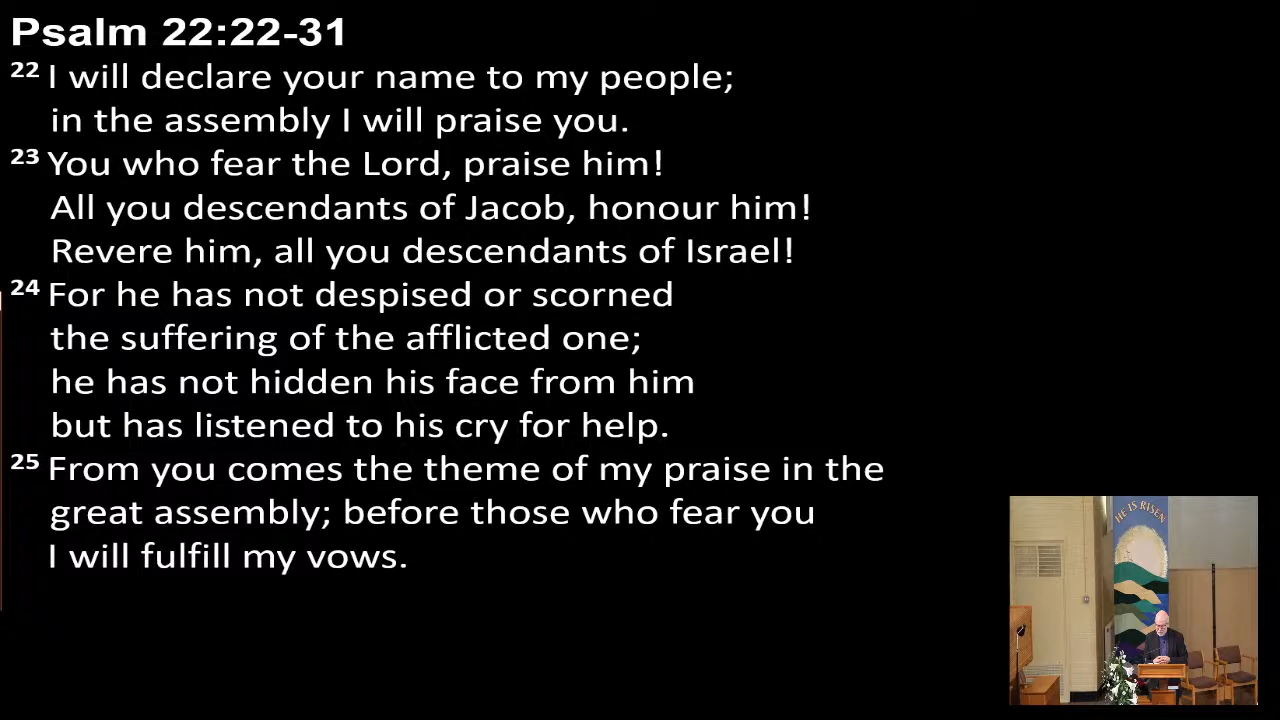 Psalm 22:22-31
22 I will declare your name to my people;
in the assembly I will praise you.
23 You who fear the Lord, praise him!
All you descendants of Jacob, honour him!
Revere him, all you descendants of Israel!
24 For he has not despised or scorned
the suffering of the afflicted one;
he has not hidden his face from him
but has listened to his cry for help.
25 From you comes the theme of my praise in the
great assembly; before those who fear you
I will fulfill my vows.
HE IS RISEN